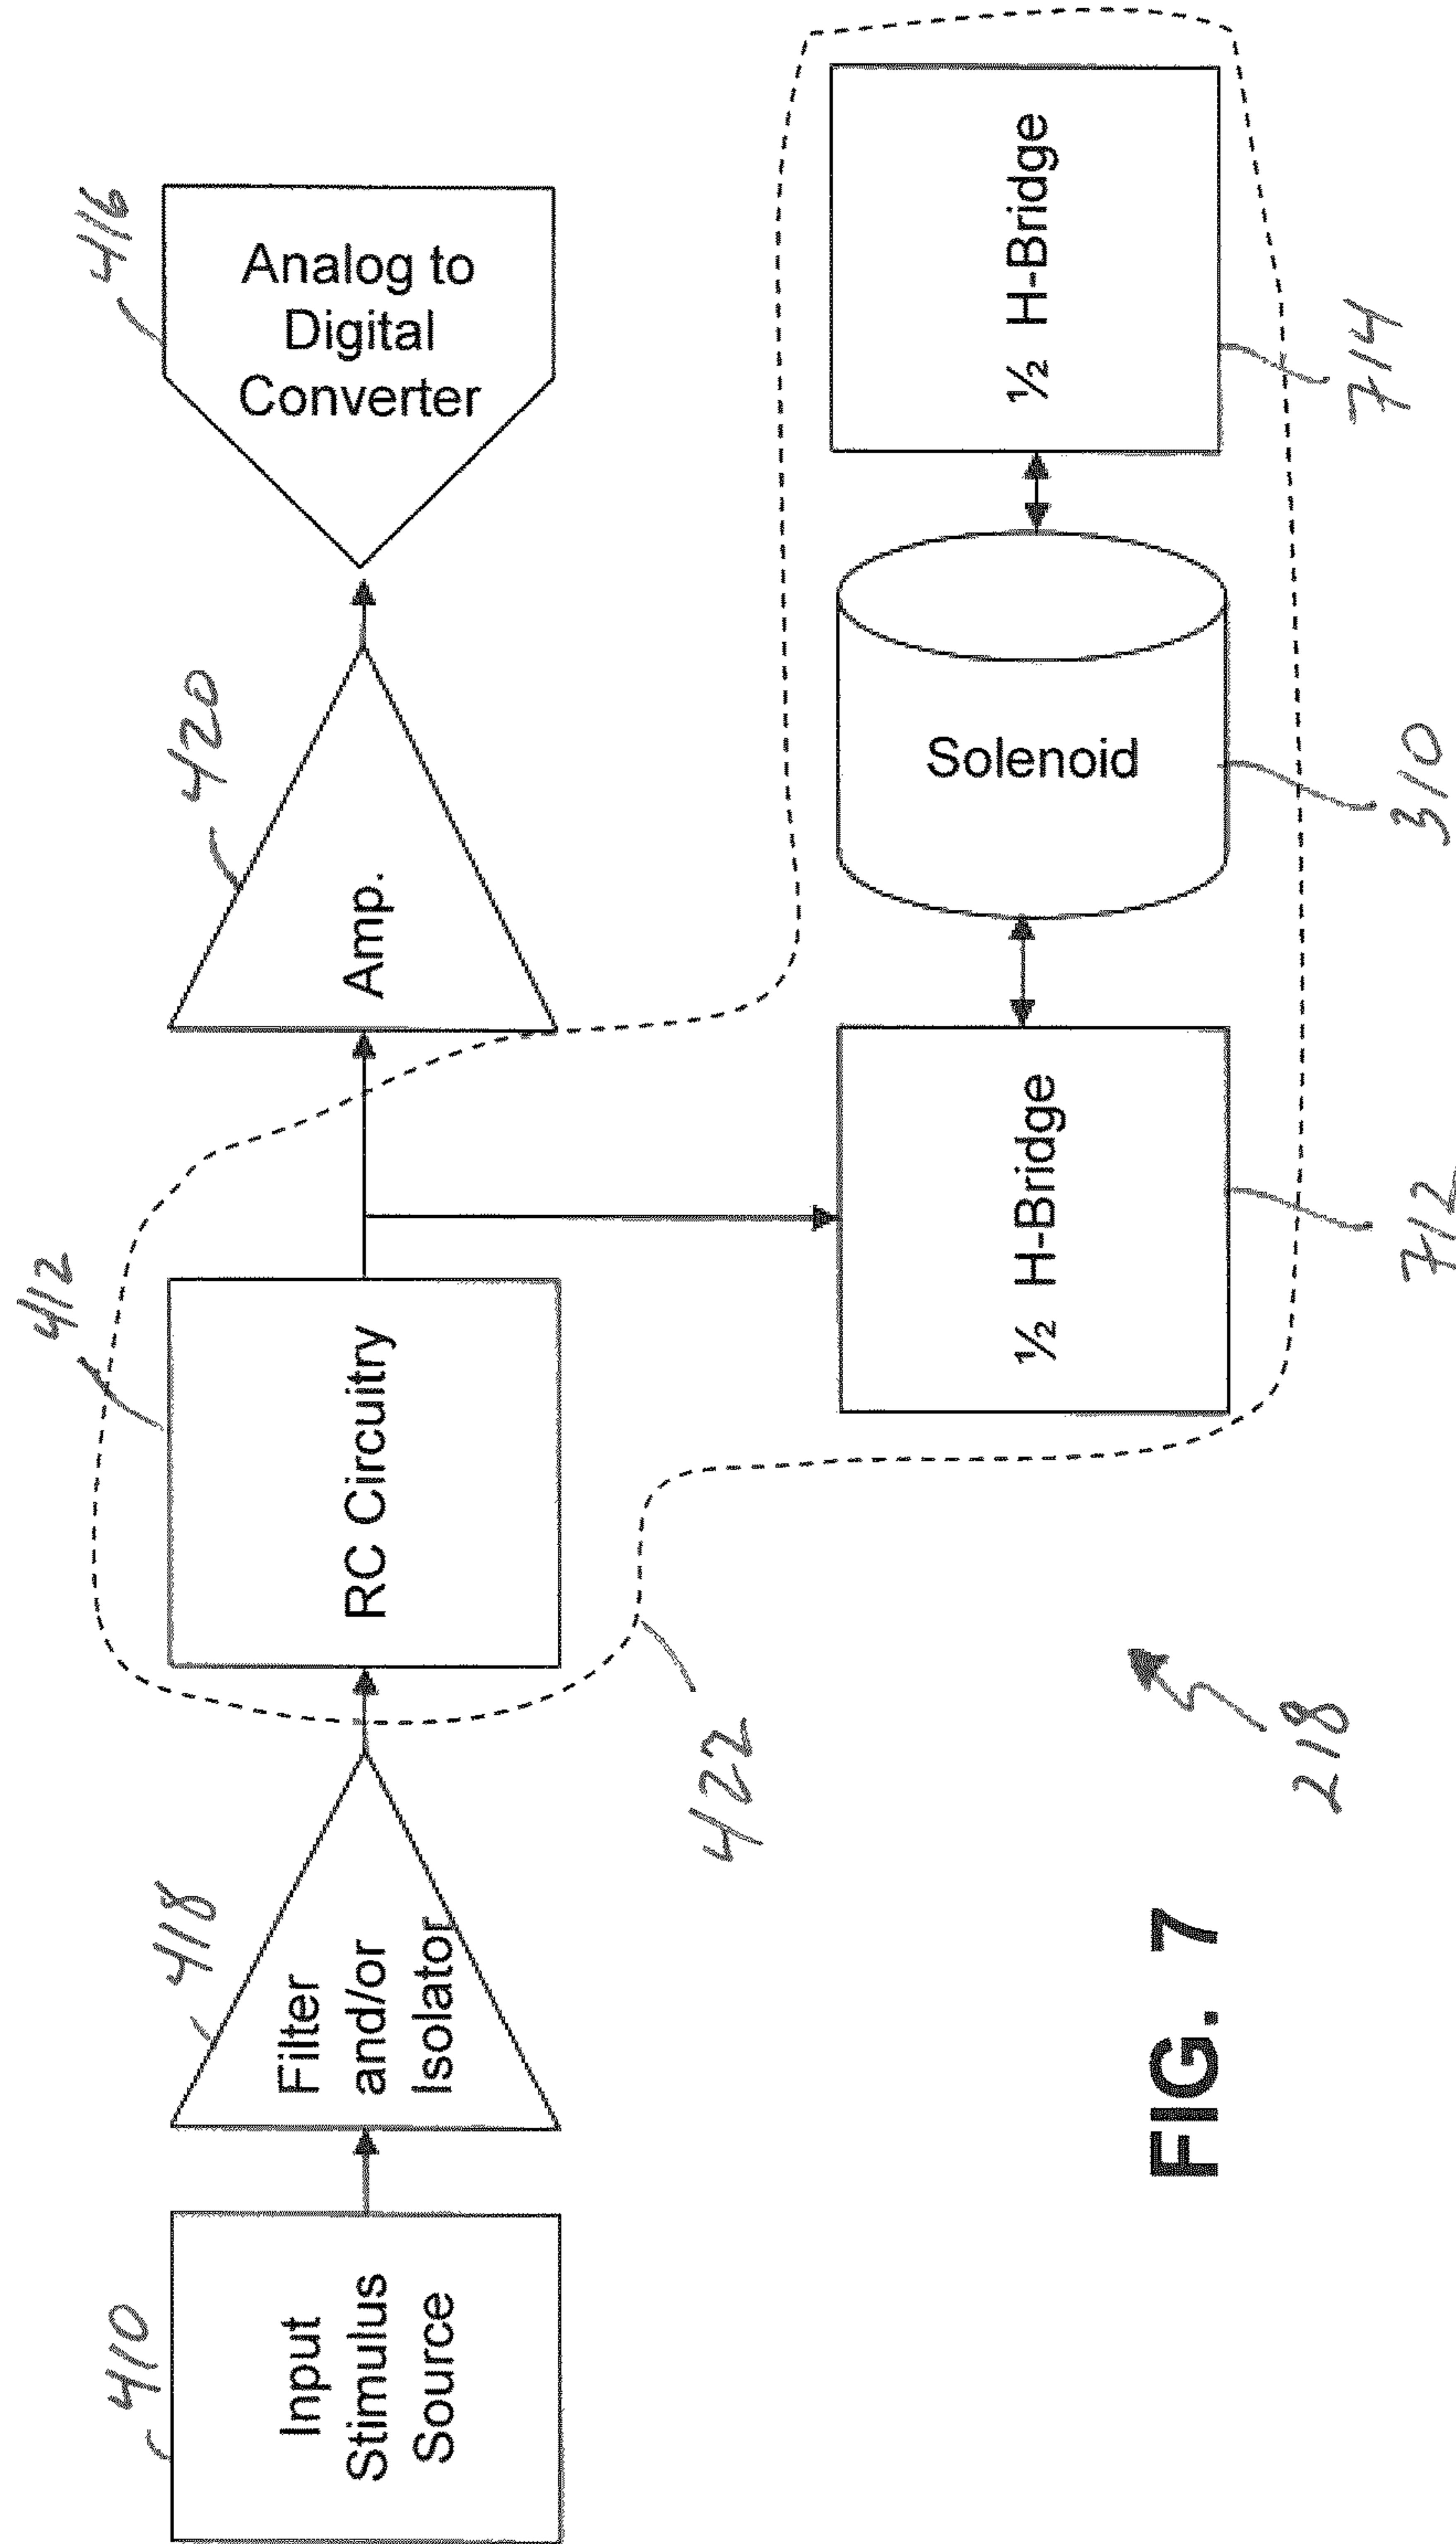 410
Input
Stimulus
Source
418
Filter
and/or
Isolator
412
RC Circuitry
420
Amp.
416
Analog to
Digital
Converter
422
½ H-Bridge
712
Solenoid
310
½ H-Bridge
714
218
FIG. 7